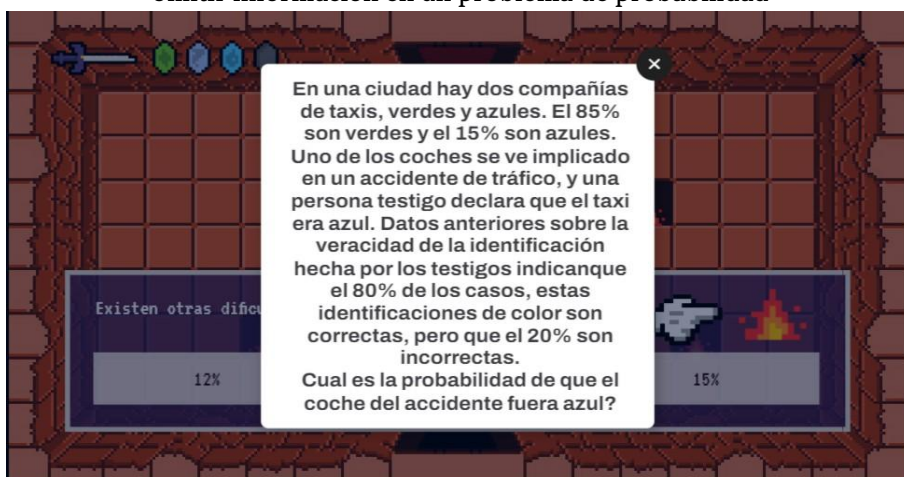 En una ciudad hay dos compañías
de taxis, verdes y azules. El 85%
son verdes y el 15% son azules.
Uno de los coches se ve implicado
en un accidente de tráfico, y una
persona testigo declara que el taxi
era azul. Datos anteriores sobre la
veracidad de la identificación
hecha por los testigos indicanque
el 80% de los casos, estas
identificaciones de color son
correctas, pero que el 20% son
incorrectas.
Cual es la probabilidad de que el
coche del accidente fuera azul?
Existen otras
12%
15%